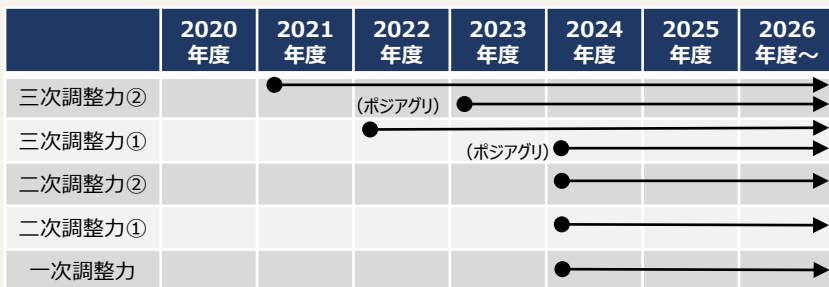 2020 2021 2022 2023 2024 2025 2026
年度 年度 年度 年度 年度 年度 年度～
三次調整力②
(ポジアグリ)
三次調整力①
(ポジアグリ)
二次調整力②
二次調整力①
一次調整力